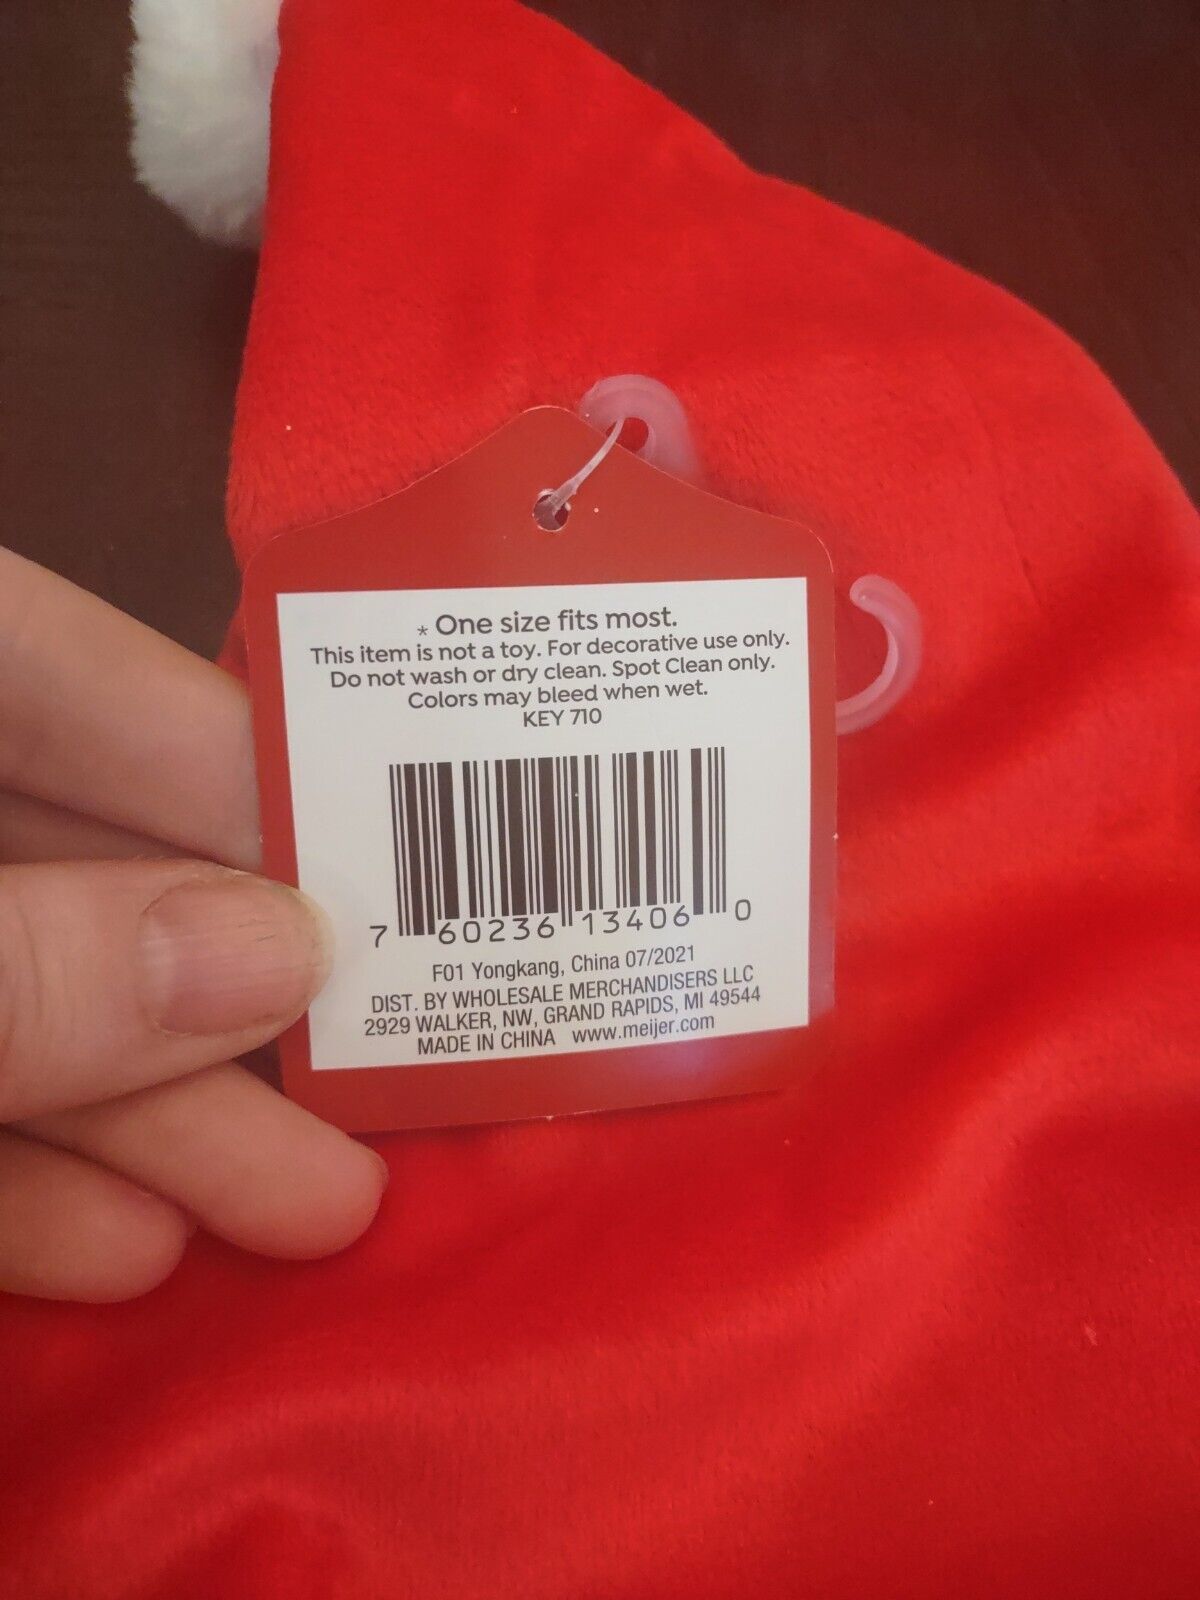 * One size fits most.
This item is not a toy. For decorative use only.
Do not wash or dry clean. Spot Clean only.
Colors may bleed when wet.
KEY 710
7 60236 13406 0
F01 Yongkang, China 07/2021
DIST. BY WHOLESALE MERCHANDISERS LLC
2929 WALKER, NW, GRAND RAPIDS, MI 49544
MADE IN CHINA www.meijer.com